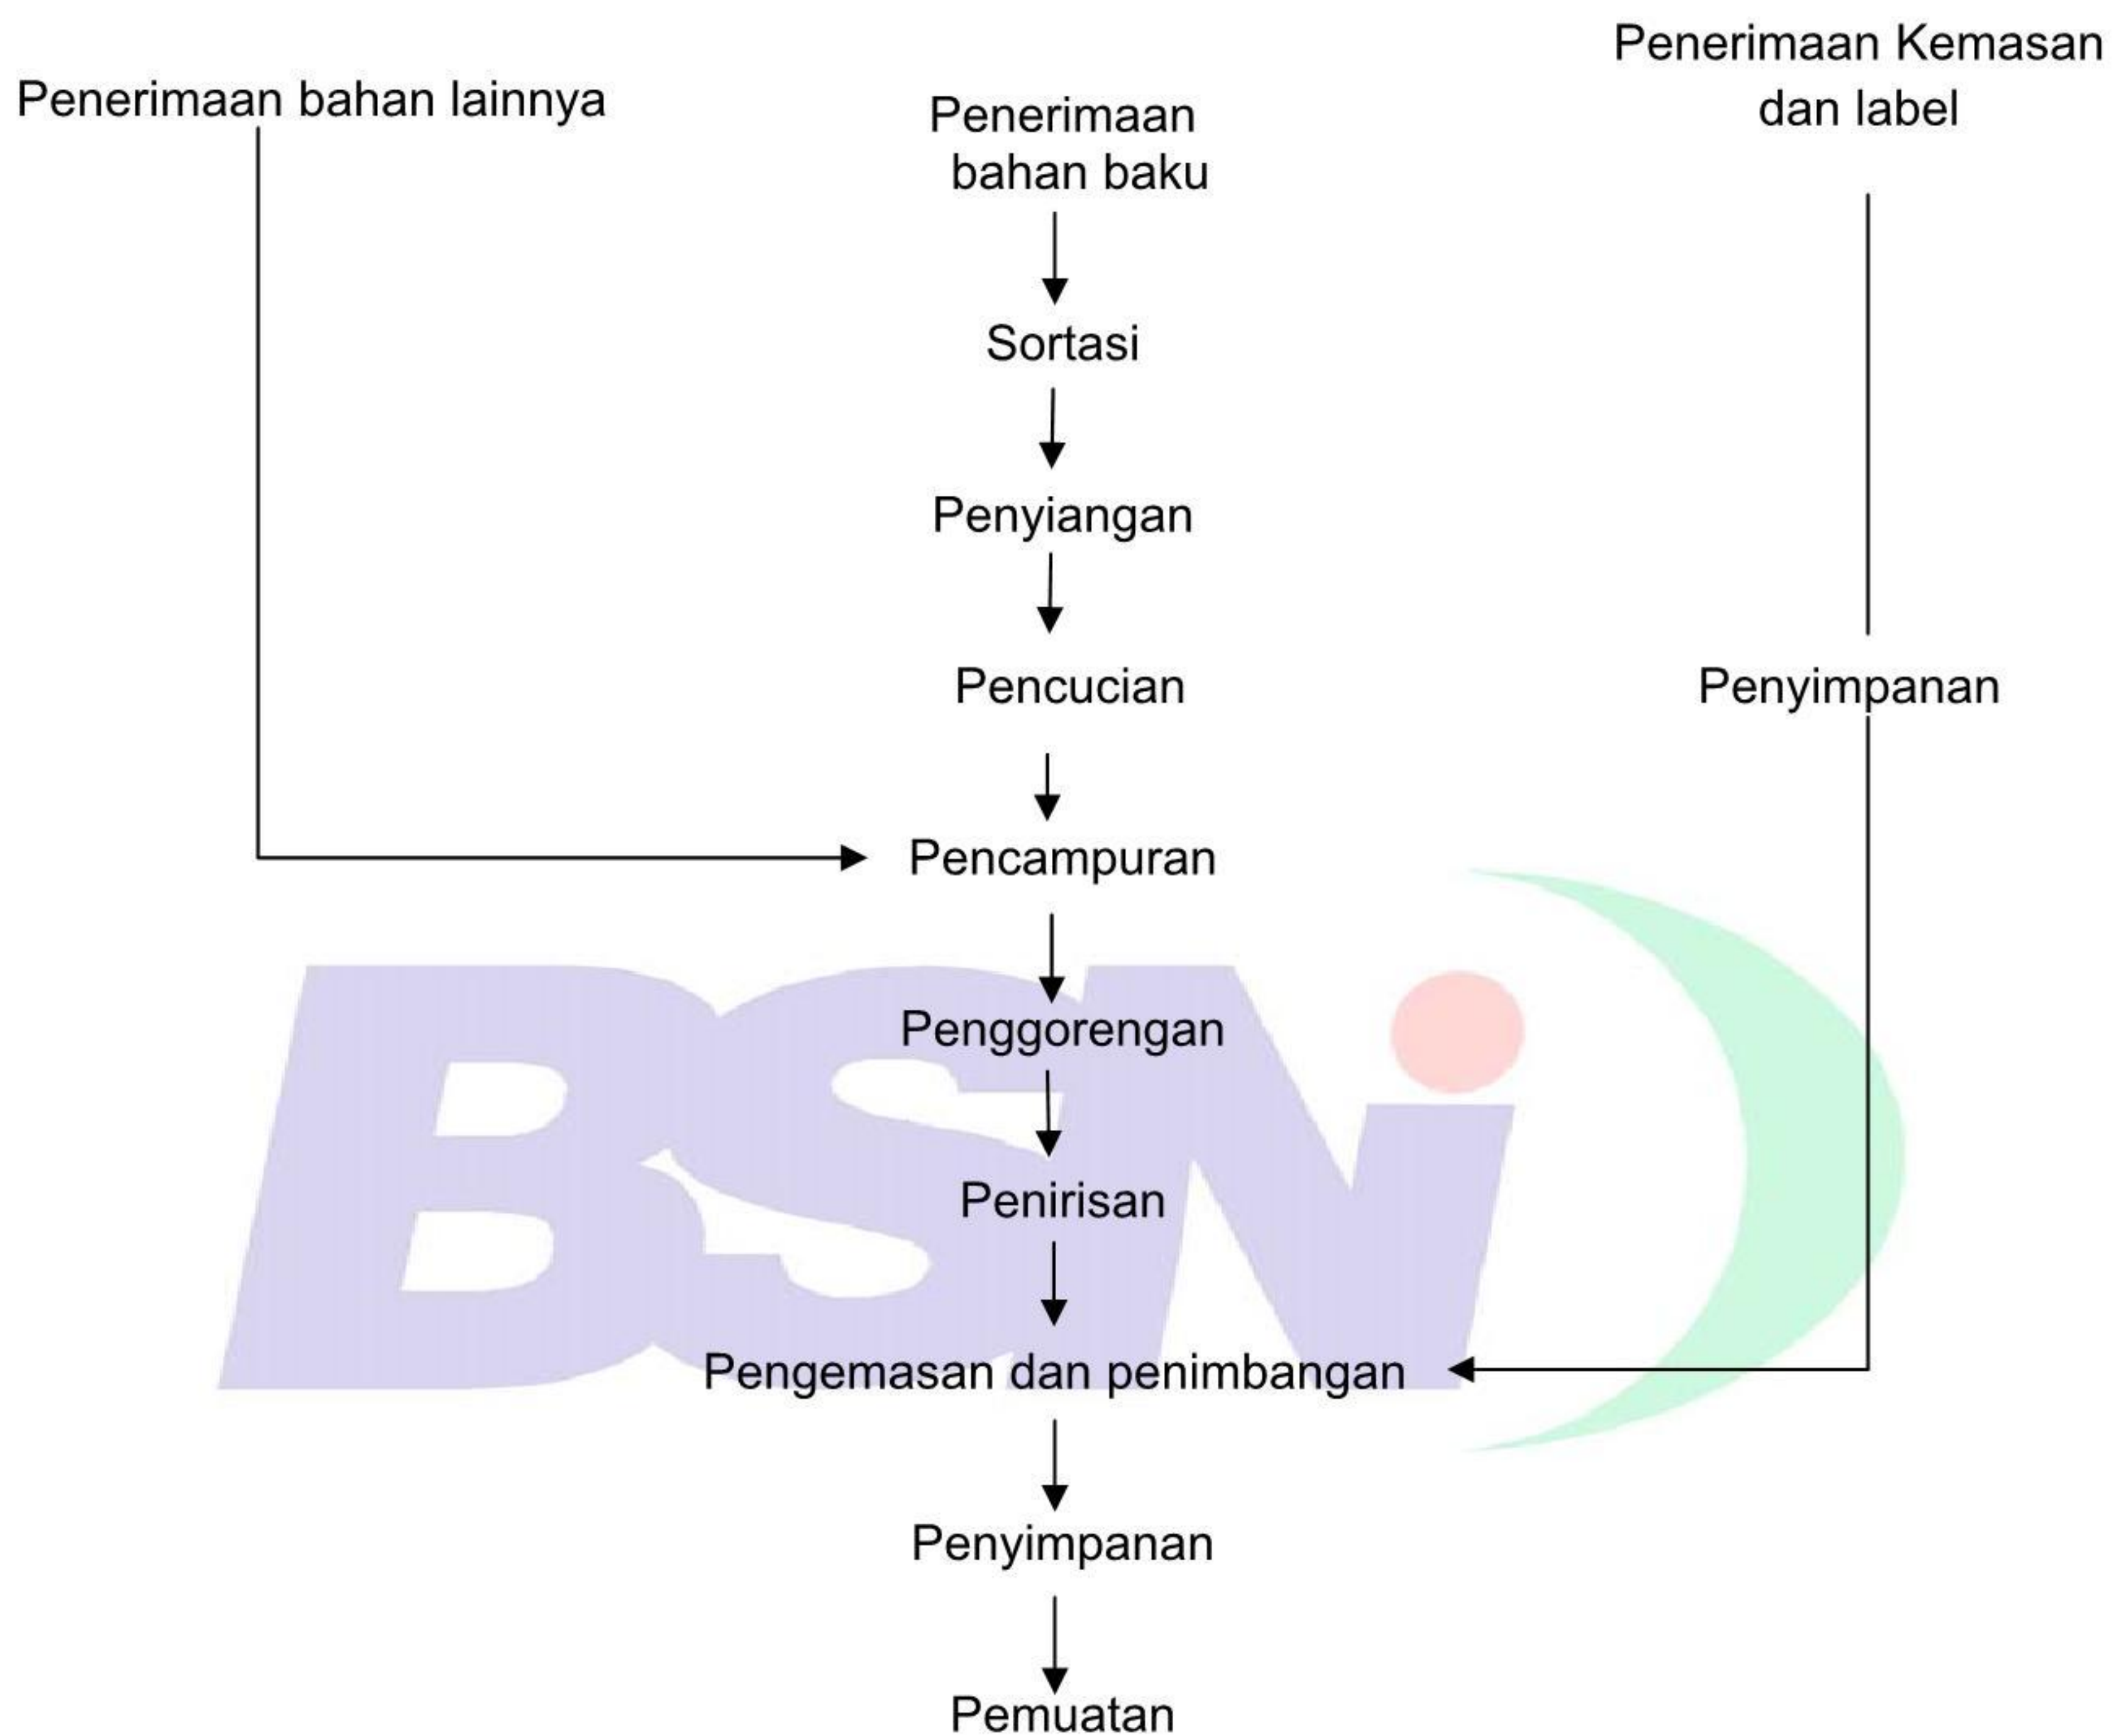 Penerimaan bahan lainnya
Penerimaan
bahan baku
Penerimaan Kemasan
dan label
Sortasi
Penyiangan
Pencucian
Penyimpanan
Pencampuran
Penggorengan
Penirisan
Pengemasan dan penimbangan
Penyimpanan
Pemuatan
BSNi